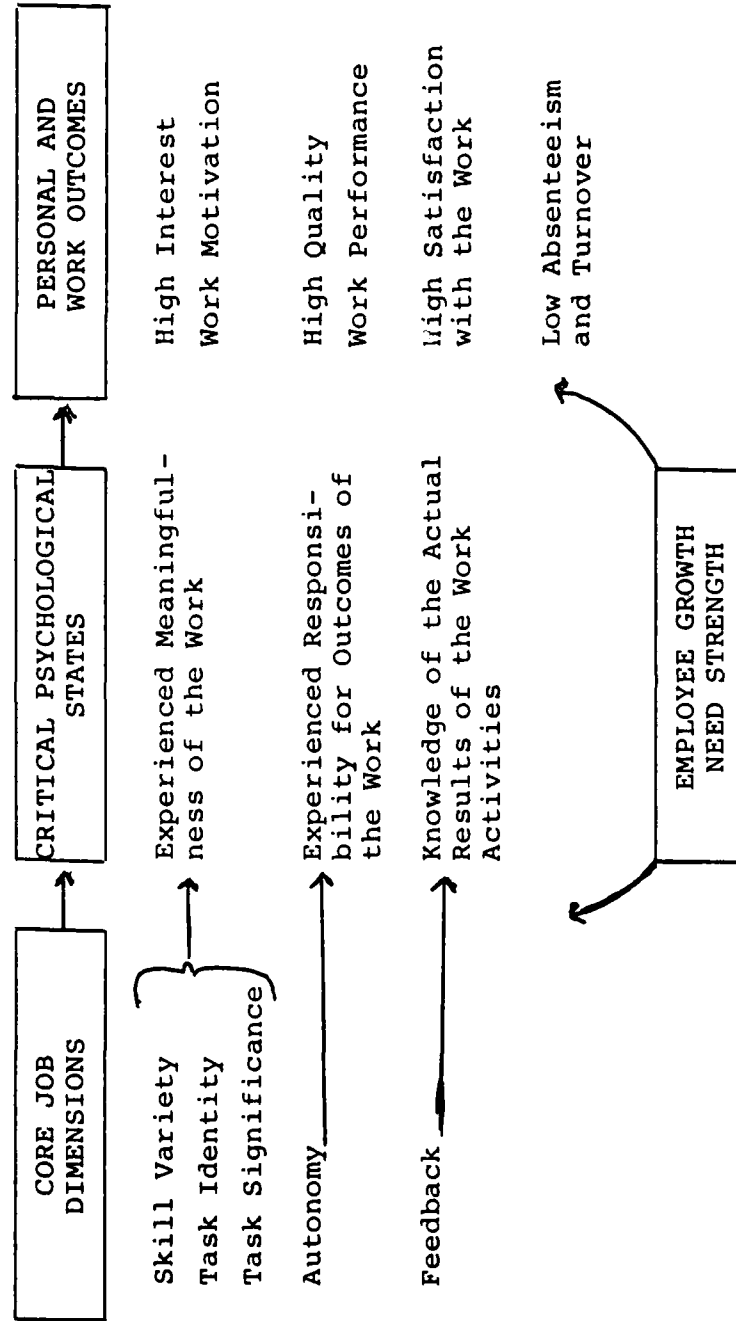 CORE JOB
DIMENSIONS
CRITICAL PSYCHOLOGICAL
STATES
PERSONAL AND
WORK OUTCOMES
Skill Variety
Task Identity
Task Significance
Experienced Meaningful-
ness of the Work
High Interest
Work Motivation
Autonomy
Experienced Responsi-
bility for Outcomes of
the Work
High Quality
Work Performance
Feedback
Knowledge of the Actual
Results of the Work
Activities
High Satisfaction
with the Work
Low Absenteeism
and Turnover
EMPLOYEE GROWTH
NEED STRENGTH